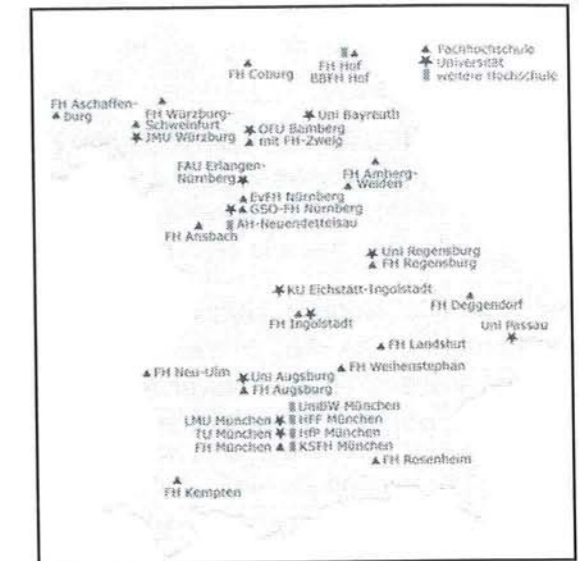 Fachhochschule
Universität
weitere Hochschule
FH Hof
BBFH Hof
FH Coburg
FH Aschaffen-
burg
FH Würzburg-
Schweinfurt
JMU Würzburg
Uni Bayreuth
OFU Bamberg
mit FH-Zweig
FAU Erlangen-
Nürnberg
FH Amberg-
Weiden
EvFH Nürnberg
GSO-FH Nürnberg
AH-Neuendettelsau
FH Ansbach
Uni Regensburg
FH Regensburg
KU Eichstätt-Ingolstadt
FH Deggendorf
FH Ingolstadt
Uni Passau
FH Landshut
FH Weihenstephan
FH Neu-Ulm
Uni Augsburg
FH Augsburg
UniBW München
LMU München HFF München
TU München HfP München
FH München KSFH München
FH Rosenheim
FH Kempten